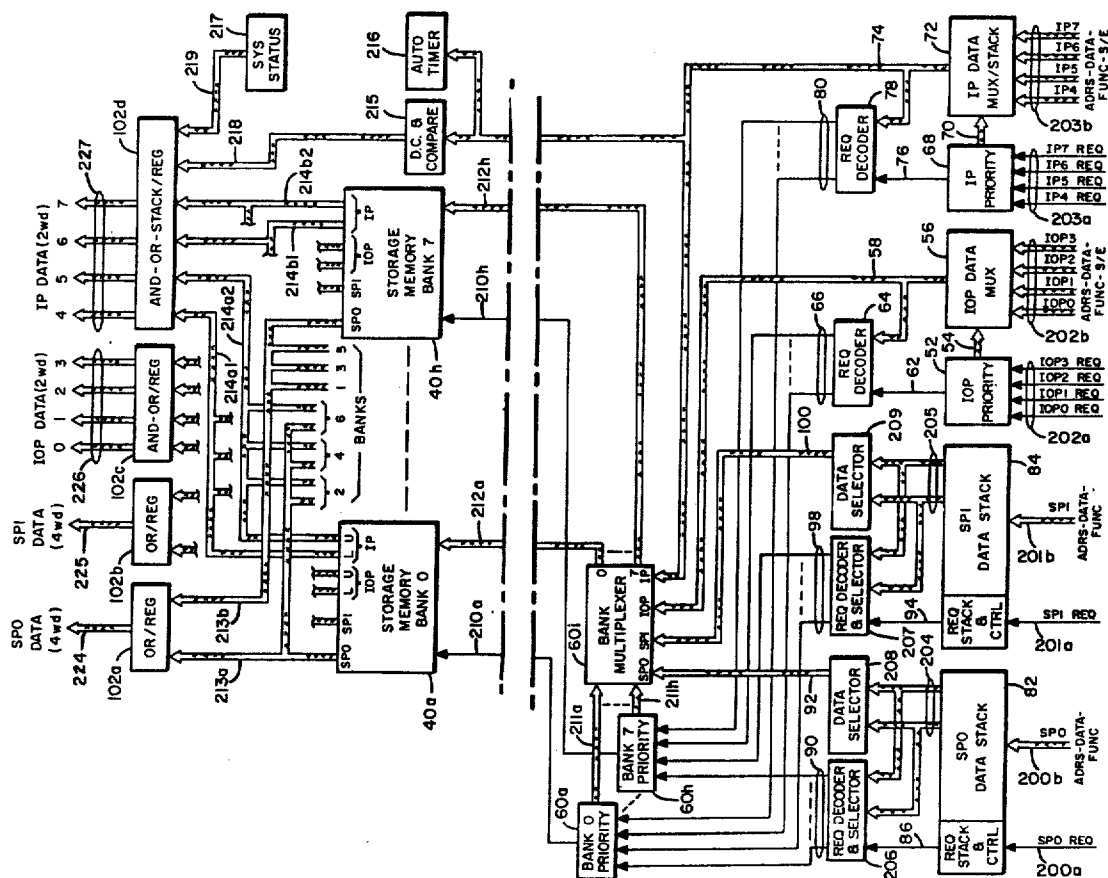 217
SYS
STATUS
219
216
AUTO
TIMER
102d
218
215
D.C. &
COMPARE
227
AND-OR-STACK/REG
214b2
IP DATA (2wd)
7
6
5
4
214b1
IP
IOP
SPI
SPO
STORAGE
MEMORY
BANK 7
212h
210h
40h
214a2
214a1
IOP DATA (2wd)
3
2
1
0
226
AND-OR/REG
102c
5
3
1
6
4
2
BANKS
SPI
DATA
(4wd)
225
OR/REG
102b
SPO
DATA
(4wd)
224
OR/REG
102a
213b
213a
U
L
IP
U
L
IOP
SPI
SPO
STORAGE
MEMORY
BANK 0
40a
212a
210a
72
74
IP DATA
MUX/STACK
IP7
IP6
IP5
IP4
ADRS-DATA-
FUNC-S/E
203b
80
78
REQ
DECODER
76
70
68
IP
PRIORITY
IP7 REQ
IP6 REQ
IP5 REQ
IP4 REQ
203a
58
56
IOP DATA
MUX
IOP3
IOP2
IOP1
IOP0
ADRS-DATA-
FUNC-S/E
202b
66
64
REQ
DECODER
62
54
52
IOP
PRIORITY
IOP3 REQ
IOP2 REQ
IOP1 REQ
IOP0 REQ
202a
100
209
DATA
SELECTOR
205
84
98
REQ DECODER
& SELECTOR
207
94
SPI
DATA STACK
REQ
STACK &
CTRL
SPI
ADRS-DATA-
FUNC
201b
SPI REQ
201a
0
7
BANK
MULTIPLEXER
60i
IP
IOP
SPI
SPO
211a
211h
BANK 7
PRIORITY
60h
60a
BANK 0
PRIORITY
92
208
DATA
SELECTOR
204
82
90
REQ DECODER
& SELECTOR
206
86
SPO
DATA STACK
REQ
STACK &
CTRL
SPO
ADRS-DATA-
FUNC
200b
SPO REQ
200a